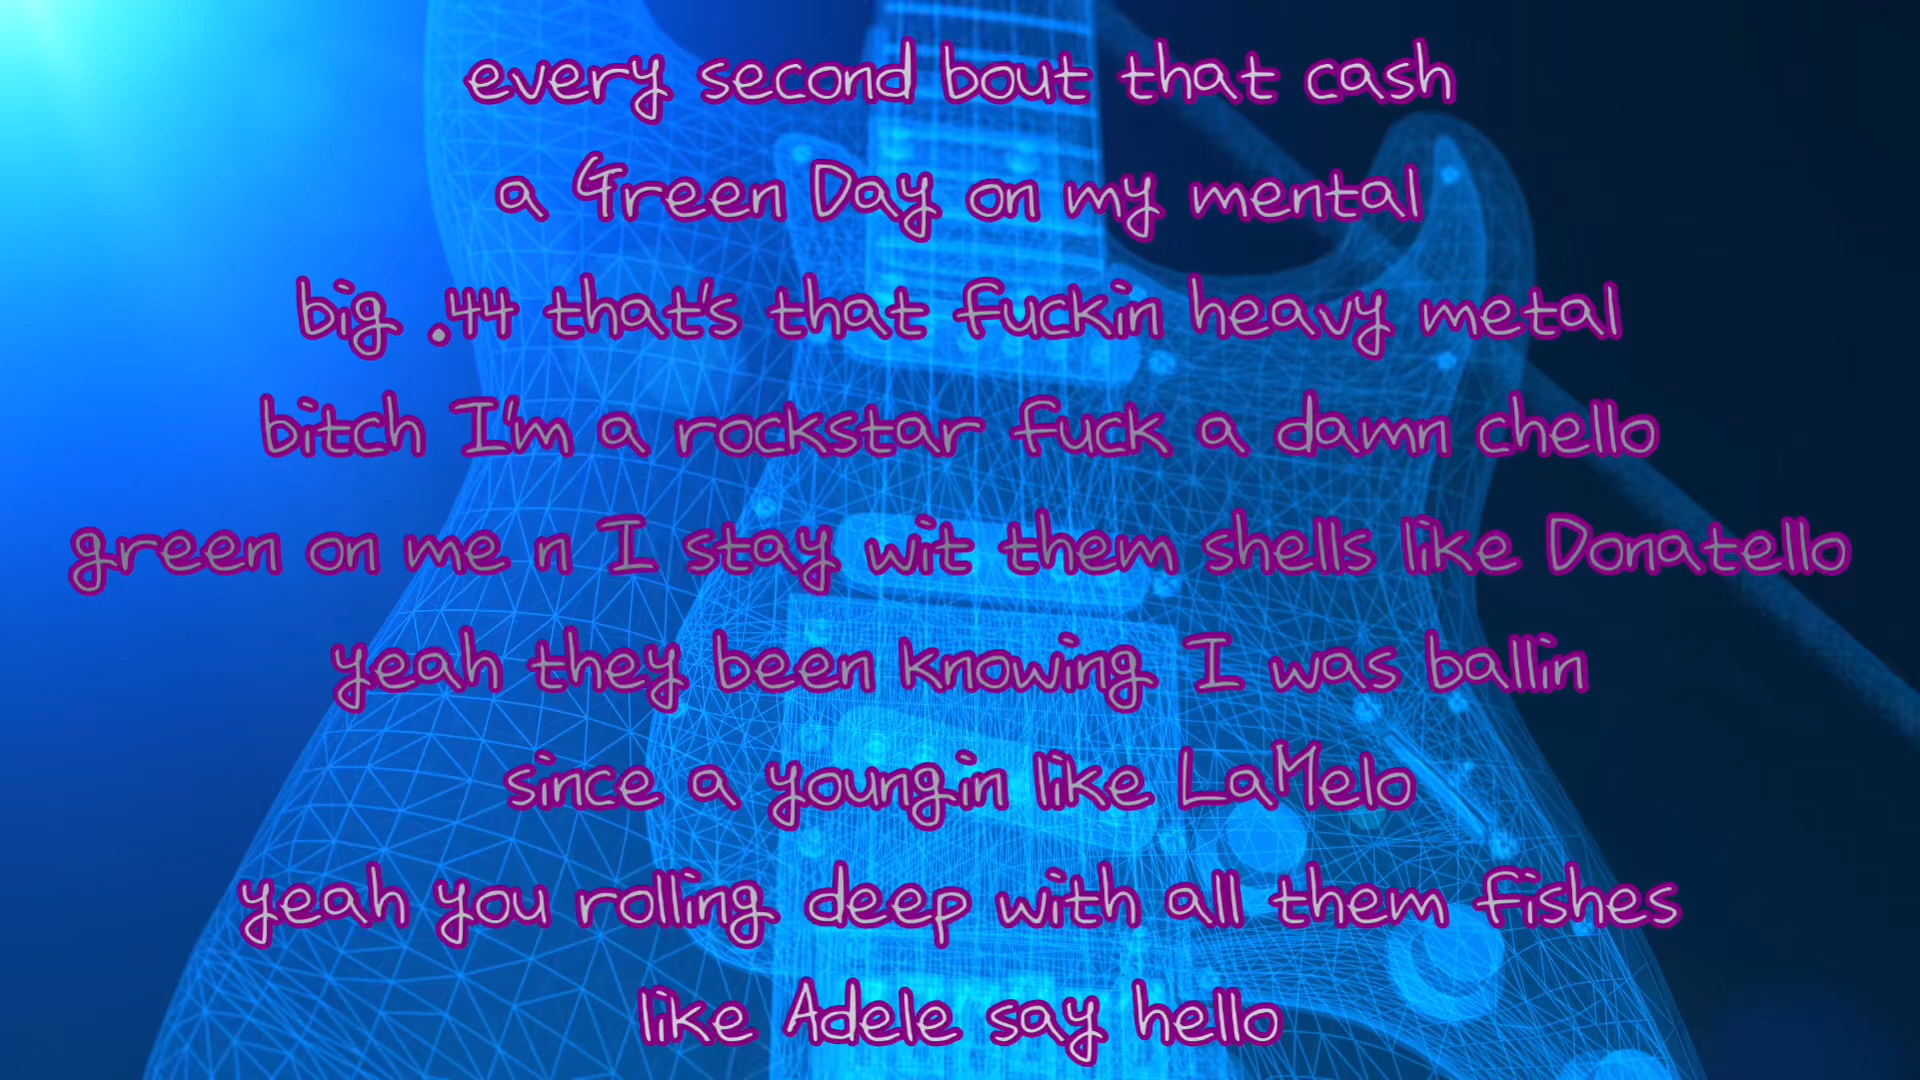 every second bout that cash
a Green Day on my mental
big .44 that's that fuckin heavy metal
bitch I'm a rockstar fuck a damn chello
green on me n I stay wit them shells like Donatello
yeah they been knowing I was ballin
since a youngin like LaMelo
yeah you rolling deep with all them fishes
like Adele say hello